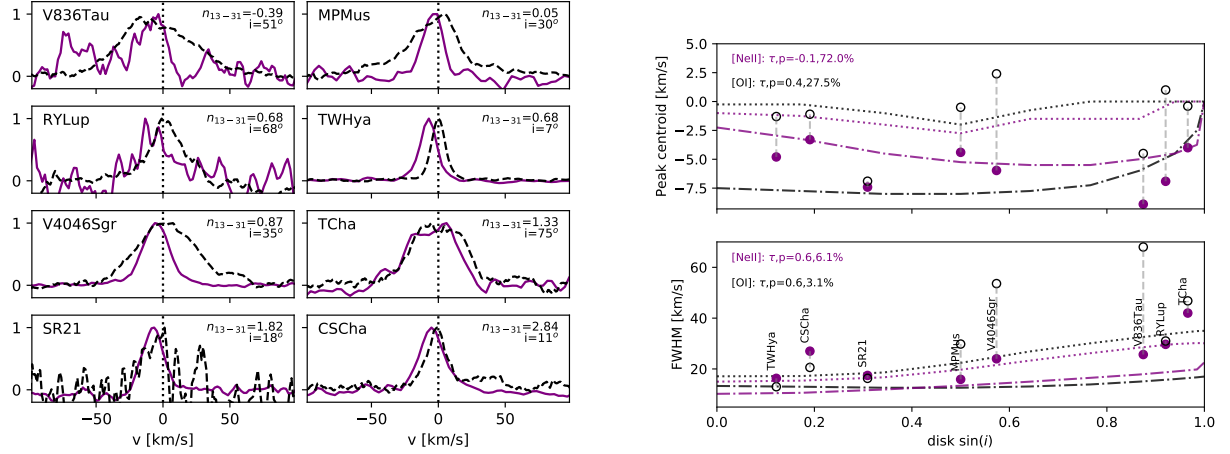 V836Tau
n13−31=-0.39
i=51°
MPMus
n13−31=0.05
i=30°
1
0
RYLup
n13−31=0.68
i=68°
TWHya
n13−31=0.68
i=7°
1
0
V4046Sgr
n13−31=0.87
i=35°
TCha
n13−31=1.33
i=75°
1
0
SR21
n13−31=1.82
i=18°
CSCha
n13−31=2.84
i=11°
1
0
−50 0 50
−50 0 50
v [km/s]
v [km/s]
Peak centroid [km/s]
5.0
2.5
0.0
−2.5
−5.0
−7.5
[NeII]: τ,p=-0.1,72.0%
[OI]: τ,p=0.4,27.5%
FWHM [km/s]
60
40
20
[NeII]: τ,p=0.6,6.1%
[OI]: τ,p=0.6,3.1%
TWHya
CSCha
SR21
MPMus
V4046Sgr
V836Tau
RYLup
TCha
0.0 0.2 0.4 0.6 0.8 1.0
disk sin(i)